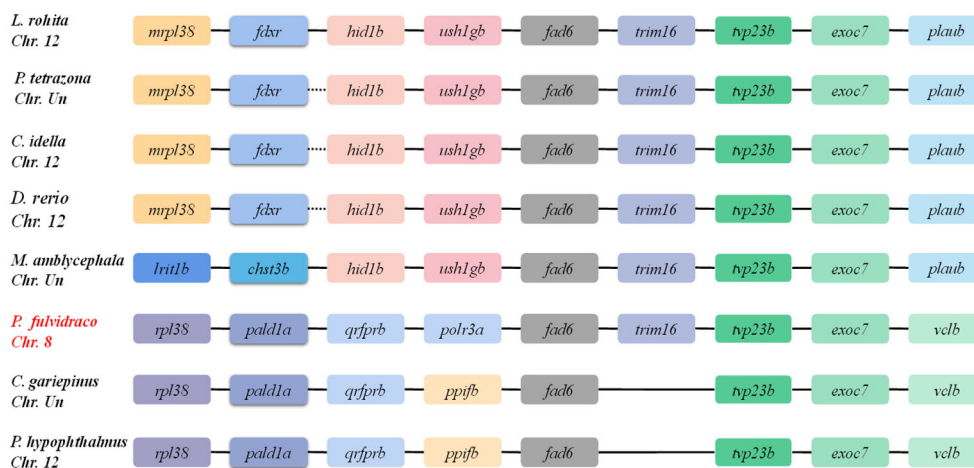 L. rohita
Chr. 12
mrpl38 fdxr hid1b ush1gb fad6 trim16 tvp23b exoc7 plaub
P. tetrazona
Chr. Un
mrpl38 fdxr hid1b ush1gb fad6 trim16 tvp23b exoc7 plaub
C. idella
Chr. 12
mrpl38 fdxr hid1b ush1gb fad6 trim16 tvp23b exoc7 plaub
D. rerio
Chr. 12
mrpl38 fdxr hid1b ush1gb fad6 trim16 tvp23b exoc7 plaub
M. amblycephala
Chr. Un
lrit1b chst3b hid1b ush1gb fad6 trim16 tvp23b exoc7 plaub
P. fulvidraco
Chr. 8
rpl38 pald1a qrfprb polr3a fad6 trim16 tvp23b exoc7 vclb
C. gariepinus
Chr. Un
rpl38 pald1a qrfprb ppifb fad6 tvp23b exoc7 vclb
P. hypophthalmus
Chr. 12
rpl38 pald1a qrfprb ppifb fad6 tvp23b exoc7 vclb